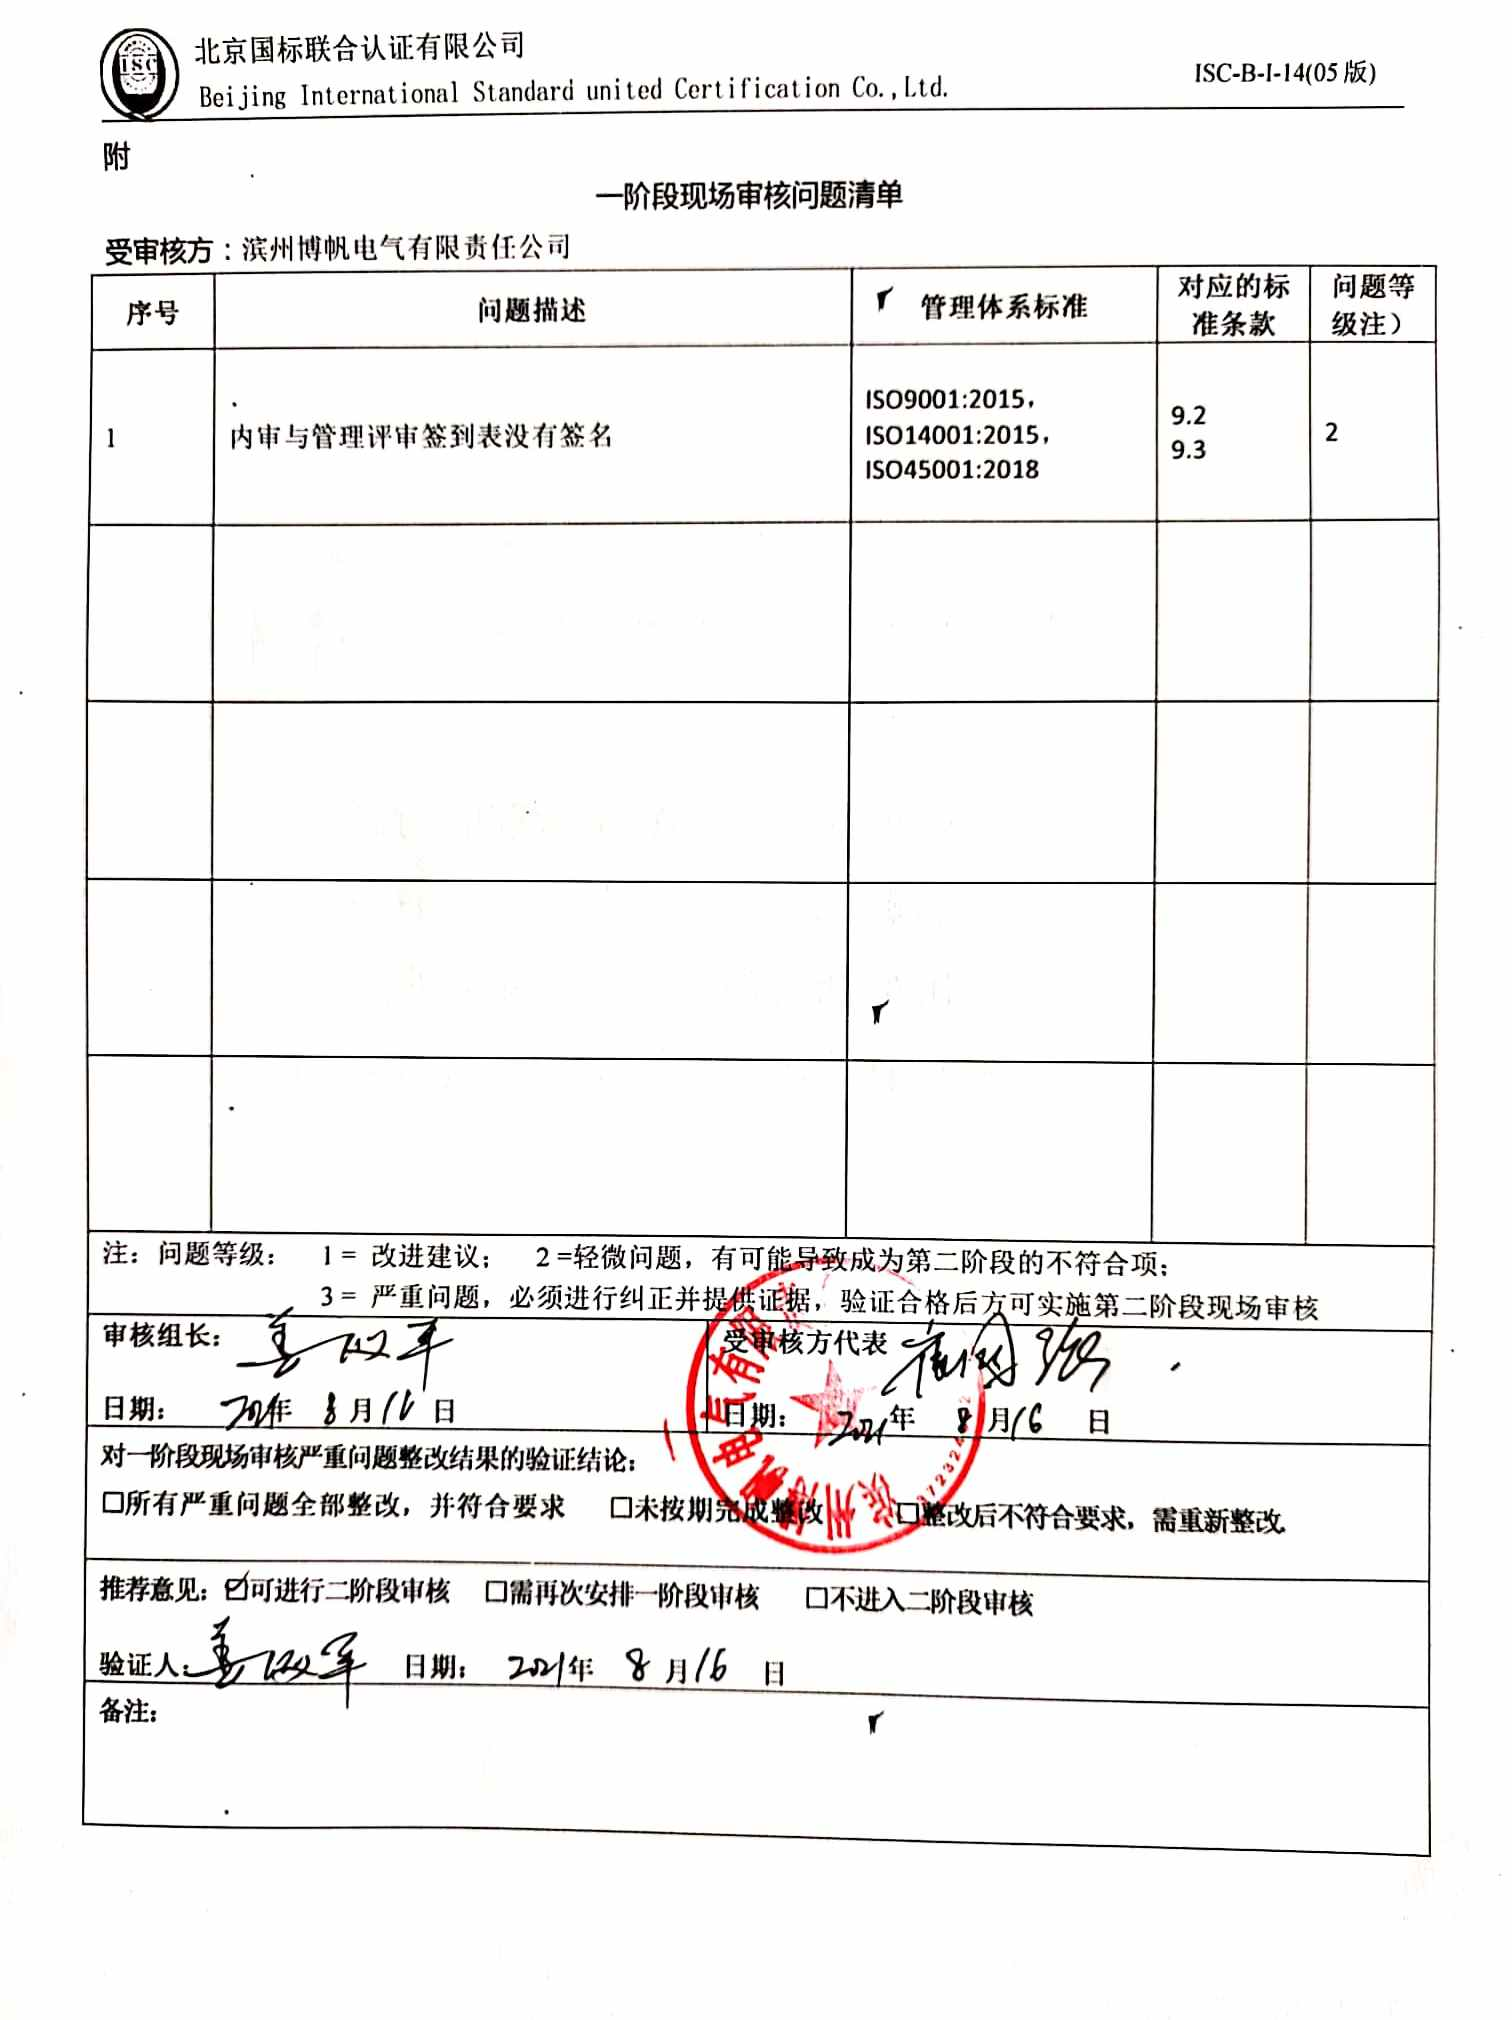 ISC
北京国标联合认证有限公司
Beijing International Standard united Certification Co.,Ltd.
ISC-B-I-14(05版)
附
一阶段现场审核问题清单
受审核方：滨州博帆电气有限责任公司
序号 问题描述 管理体系标准 对应的标准条款 问题等级注）
1 内审与管理评审签到表没有签名 ISO9001:2015， ISO14001:2015， ISO45001:2018 9.2 9.3 2
注：问题等级： 1 = 改进建议； 2 =轻微问题，有可能导致成为第二阶段的不符合项；
3 = 严重问题，必须进行纠正并提供证据，验证合格后方可实施第二阶段现场审核
审核组长： 受审核方代表
日期： 2021年 8月16日 日期： 2021年 8月16日
对一阶段现场审核严重问题整改结果的验证结论：
□所有严重问题全部整改，并符合要求 □未按期完成整改 □整改后不符合要求，需重新整改.
推荐意见：☑可进行二阶段审核 □需再次安排一阶段审核 □不进入二阶段审核
验证人： 日期： 2021年 8月16日
备注：